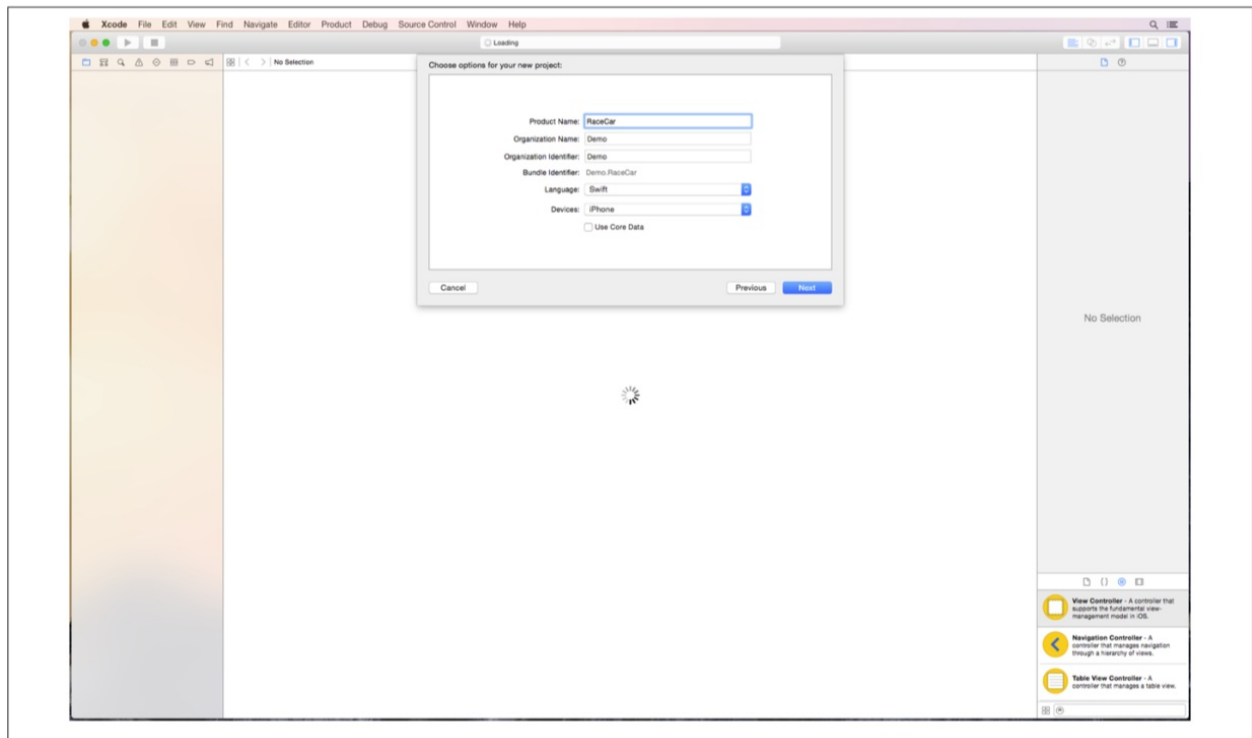 Xcode File Edit View Find Navigate Editor Product Debug Source Control Window Help
Loading
No Selection
Choose options for your new project:
Product Name: RaceCar
Organization Name: Demo
Organization Identifier: Demo
Bundle Identifier: Demo.RaceCar
Language: Swift
Devices: iPhone
Use Core Data
Cancel Previous Next
No Selection
View Controller - A controller that
supports the fundamental view-
management model in iOS.
Navigation Controller - A
controller that manages navigation
through a hierarchy of views.
Table View Controller - A
controller that manages a table view.